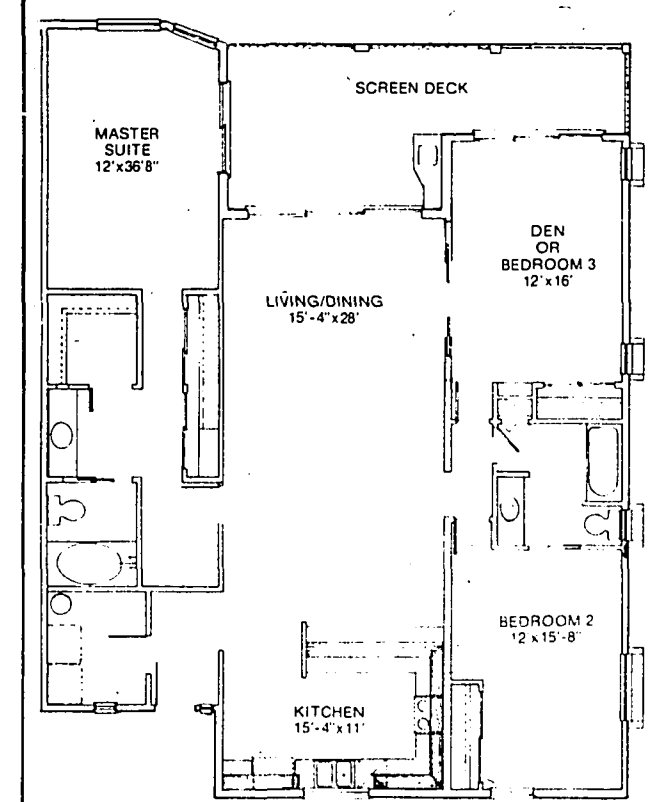 SCREEN DECK
MASTER
SUITE
12'x36'8"
DEN
OR
BEDROOM 3
12'x16'
LIVING/DINING
15'-4"x28'
BEDROOM 2
12'x15'-8"
KITCHEN
15'-4"x11'